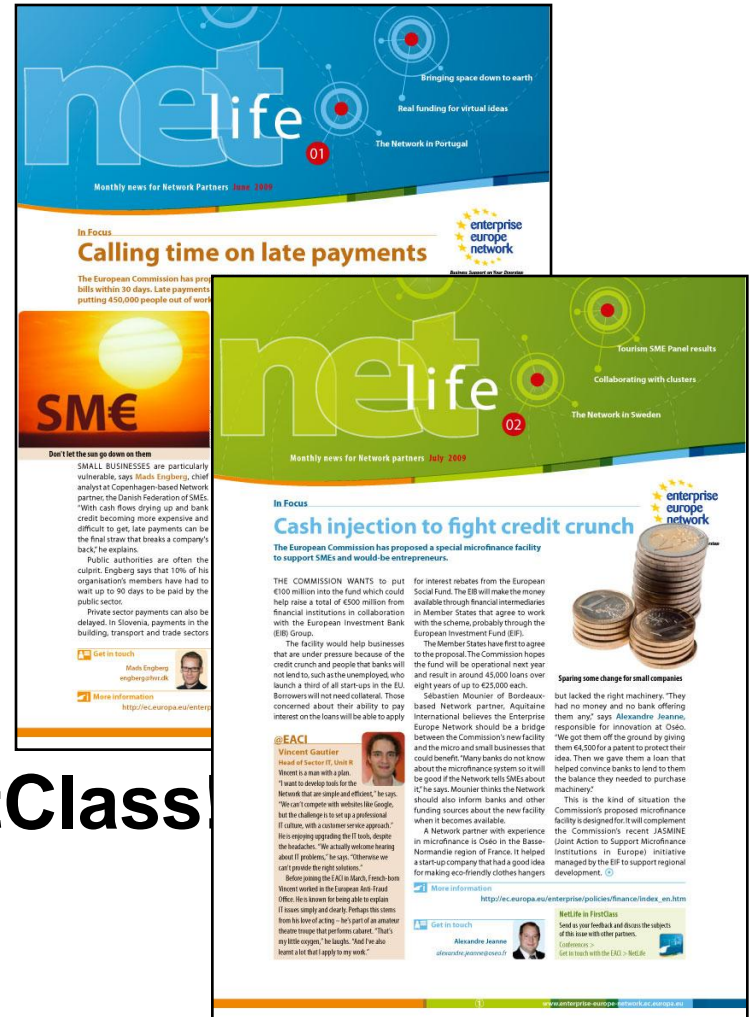 net
life
01
Bringing space down to earth
Real funding for virtual ideas
The Network in Portugal
Monthly news for Network Partners June 2009
In Focus
Calling time on late payments
enterprise
europe
network
Business Support on Your Doorstep
The European Commission has prop
bills within 30 days. Late payments
putting 450,000 people out of work
SM€
Don't let the sun go down on them
SMALL BUSINESSES are particularly
vulnerable, says Mads Engberg, chief
analyst at Copenhagen-based Network
partner, the Danish Federation of SMEs.
"With cash flows drying up and bank
credit becoming more expensive and
difficult to get, late payments can be
the final straw that breaks a company's
back," he explains.
Public authorities are often the
culprit. Engberg says that 10% of his
organisation's members have had to
wait up to 90 days to be paid by the
public sector.
Private sector payments can also be
delayed. In Slovenia, payments in the
building, transport and trade sectors
Get in touch
Mads Engberg
engberg@hvr.dk
More information
http://ec.europa.eu/enterp
Class!
net
life
02
Tourism SME Panel results
Collaborating with clusters
The Network in Sweden
Monthly news for Network partners July 2009
In Focus
Cash injection to fight credit crunch
The European Commission has proposed a special microfinance facility
to support SMEs and would-be entrepreneurs.
enterprise
europe
network
THE COMMISSION WANTS to put
€100 million into the fund which could
help raise a total of €500 million from
financial institutions in collaboration
with the European Investment Bank
(EIB) Group.
The facility would help businesses
that are under pressure because of the
credit crunch and people that banks will
not lend to, such as the unemployed, who
launch a third of all start-ups in the EU.
Borrowers will not need collateral. Those
concerned about their ability to pay
interest on the loans will be able to apply
@EACI
Vincent Gautier
Head of Sector IT, Unit R
Vincent is a man with a plan.
"I want to develop tools for the
Network that are simple and efficient," he says.
"We can't compete with websites like Google,
but the challenge is to set up a professional
IT culture, with a customer service approach."
He is enjoying upgrading the IT tools, despite
the headaches. "We actually welcome hearing
about IT problems," he says. "Otherwise we
can't provide the right solutions."
Before joining the EACI in March, French-born
Vincent worked in the European Anti-Fraud
Office. He is known for being able to explain
IT issues simply and clearly. Perhaps this stems
from his love of acting – he's part of an amateur
theatre troupe that performs cabaret. "That's
my little oxygen," he laughs. "And I've also
learnt a lot that I apply to my work."
for interest rebates from the European
Social Fund. The EIB will make the money
available through financial intermediaries
in Member States that agree to work
with the scheme, probably through the
European Investment Fund (EIF).
The Member States have first to agree
to the proposal. The Commission hopes
the fund will be operational next year
and result in around 45,000 loans over
eight years of up to €25,000 each.
Sébastien Mounier of Bordeaux-
based Network partner, Aquitaine
International believes the Enterprise
Europe Network should be a bridge
between the Commission's new facility
and the micro and small businesses that
could benefit. "Many banks do not know
about the microfinance system so it will
be good if the Network tells SMEs about
it," he says. Mounier thinks the Network
should also inform banks and other
funding sources about the new facility
when it becomes available.
A Network partner with experience
in microfinance is Oséo in the Basse-
Normandie region of France. It helped
a start-up company that had a good idea
for making eco-friendly clothes hangers
Sparing some change for small companies
but lacked the right machinery. "They
had no money and no bank offering
them any," says Alexandre Jeanne,
responsible for innovation at Oséo.
"We got them off the ground by giving
them €4,500 for a patent to protect their
idea. Then we gave them a loan that
helped convince banks to lend to them
the balance they needed to purchase
machinery."
This is the kind of situation the
Commission's proposed microfinance
facility is designed for. It will complement
the Commission's recent JASMINE
(Joint Action to Support Microfinance
Institutions in Europe) initiative
managed by the EIF to support regional
development.
More information
http://ec.europa.eu/enterprise/policies/finance/index_en.htm
Get in touch
Alexandre Jeanne
alexandre.jeanne@oseo.fr
NetLife in FirstClass
Send us your feedback and discuss the subjects
of this issue with other partners.
Conferences >
Get in touch with the EACI > NetLife
1
www.enterprise-europe-network.ec.europa.eu